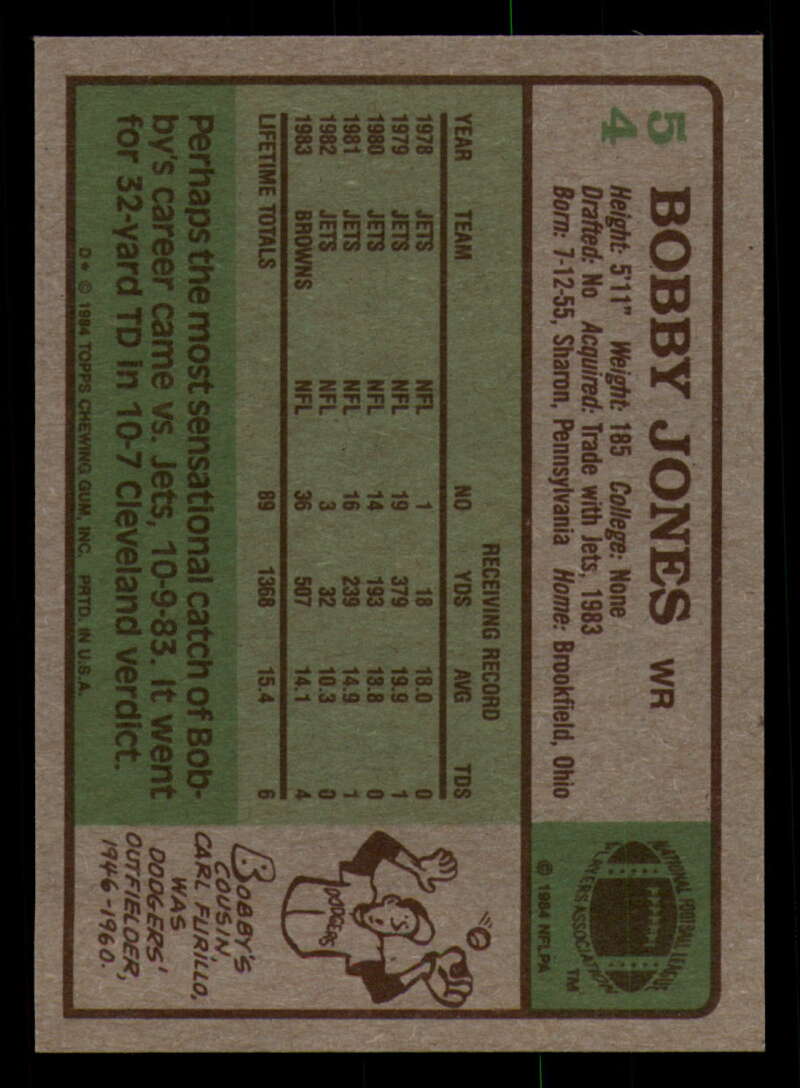 54
BOBBY JONES WR
Height: 5'11" Weight: 185 College: None
Drafted: No Acquired: Trade with Jets, 1983
Born: 7-12-55, Sharon, Pennsylvania Home: Brookfield, Ohio
NATIONAL FOOTBALL LEAGUE
PLAYERS ASSOCIATION
TM
© 1984 NFLPA
RECEIVING RECORD
YEAR TEAM NO YDS AVG TDS
1978 JETS NFL 1 18 18.0 0
1979 JETS NFL 19 379 19.9 1
1980 JETS NFL 14 193 13.8 0
1981 JETS NFL 16 239 14.9 1
1982 JETS NFL 3 32 10.3 0
1983 BROWNS NFL 36 507 14.1 4
LIFETIME TOTALS 89 1368 15.4 6
Perhaps the most sensational catch of Bob-
by's career came vs. Jets, 10-9-83. It went
for 32-yard TD in 10-7 Cleveland verdict.
D* © 1984 TOPPS CHEWING GUM, INC. PRTD. IN U.S.A.
DODGERS
BOBBY'S
COUSIN,
CARL FURILLO,
WAS
DODGERS'
OUTFIELDER,
1946-1960.